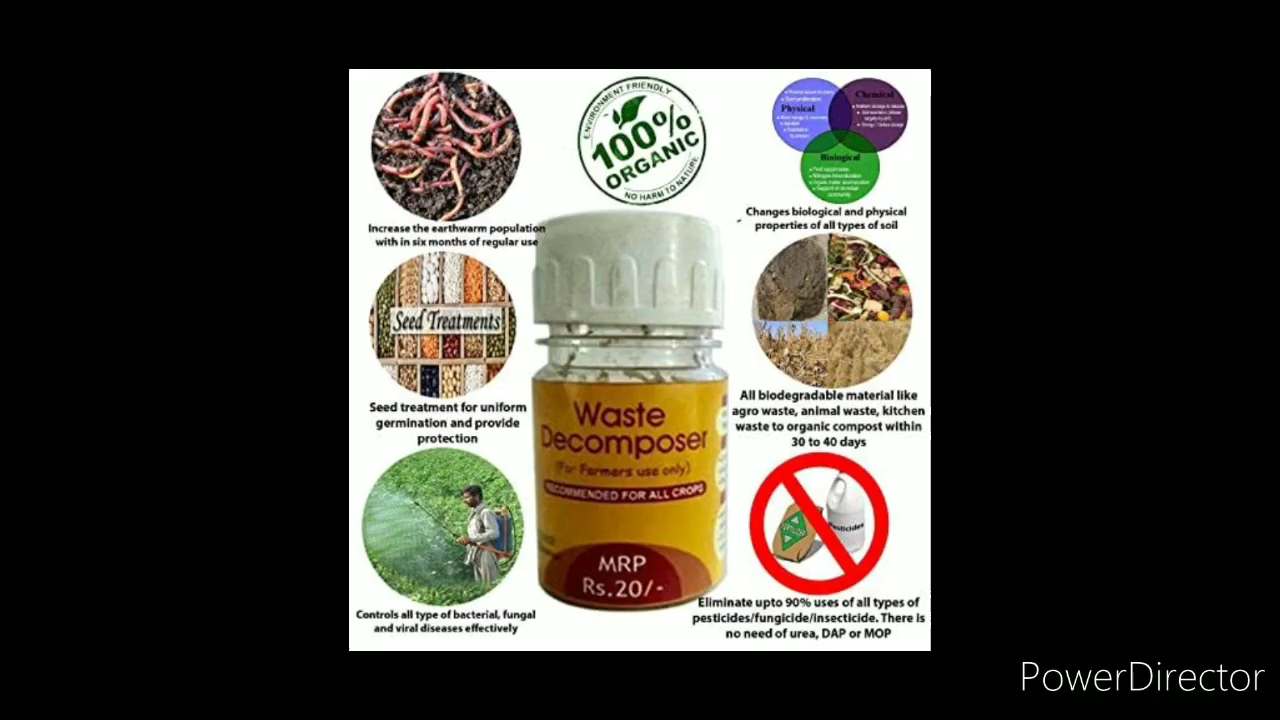 ENVIRONMENT FRIENDLY
100%
ORGANIC
NO HARM TO NATURE
Increase the earthwarm population
with in six months of regular use
Seed Treatments
Seed treatment for uniform
germination and provide
protection
Controls all type of bacterial, fungal
and viral diseases effectively
Waste
Decomposer
(For Farmers use only)
RECOMMENDED FOR ALL CROPS
MRP
Rs.20/-
Physical
Chemical
Biological
Changes biological and physical
properties of all types of soil
All biodegradable material like
agro waste, animal waste, kitchen
waste to organic compost within
30 to 40 days
Pesticides
Eliminate upto 90% uses of all types of
pesticides/fungicide/insecticide. There is
no need of urea, DAP or MOP
PowerDirector